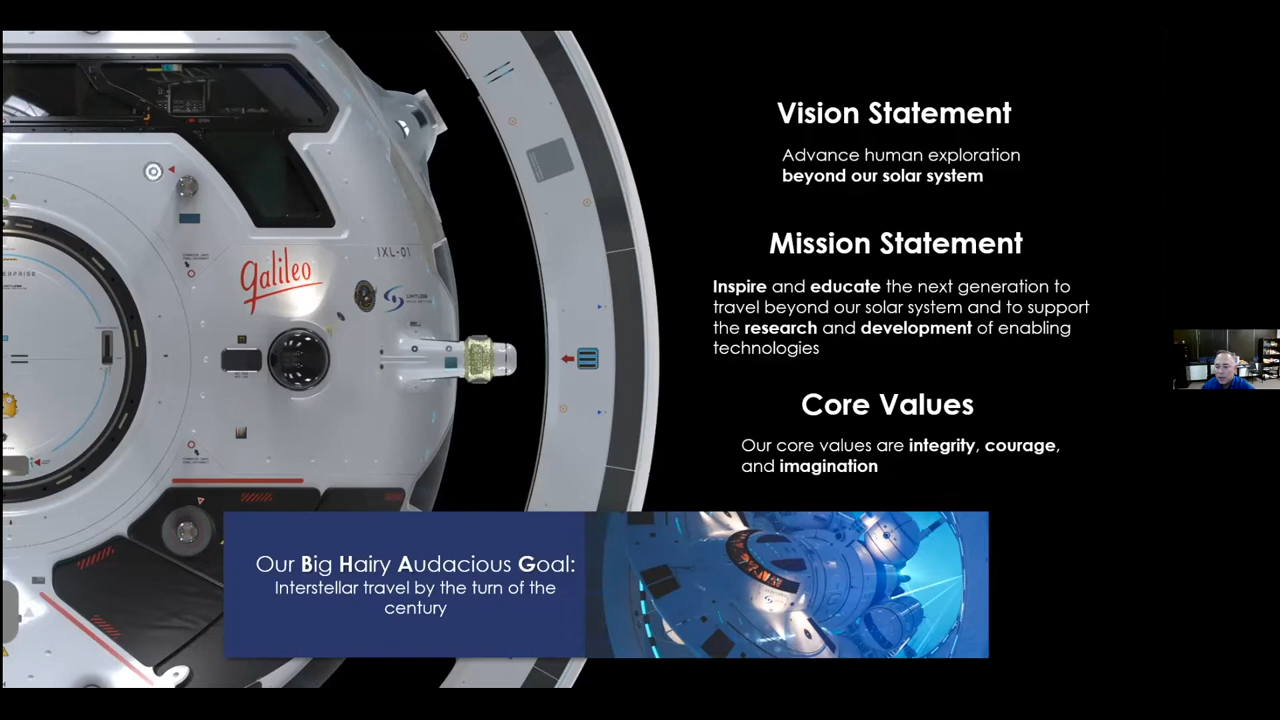 Vision Statement
Advance human exploration
beyond our solar system
Mission Statement
Inspire and educate the next generation to
travel beyond our solar system and to support
the research and development of enabling
technologies
Core Values
Our core values are integrity, courage,
and imagination
Our Big Hairy Audacious Goal:
Interstellar travel by the turn of the
century
galileo
IXL-01
LIMITLESS
OPEN